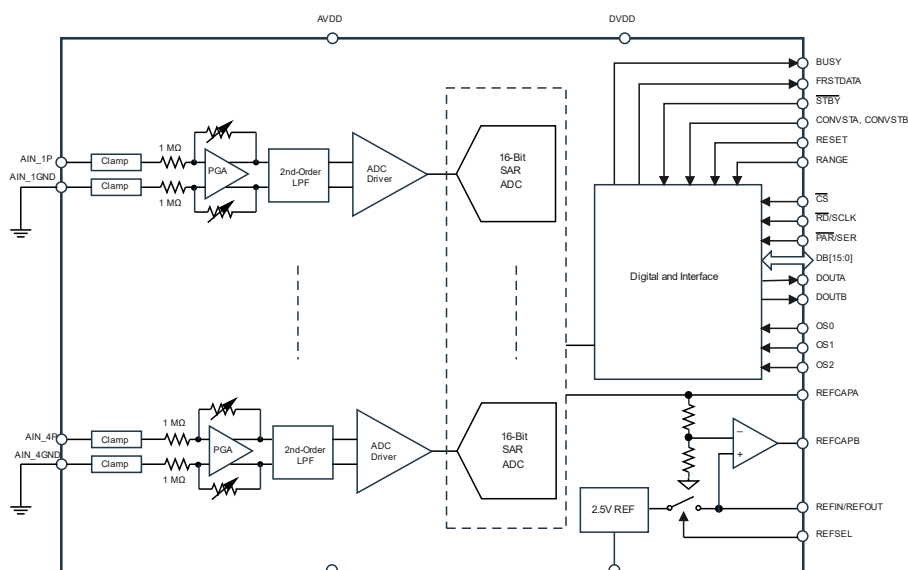 AVDD
DVDD
BUSY
FRSTDATA
STBY
CONVSTA, CONVSTB
RESET
RANGE
CS
RD/SCLK
PAR/SER
DB[15:0]
DOUTA
DOUTB
OS0
OS1
OS2
REFCAPA
REFCAPB
REFIN/REFOUT
REFSEL
AIN_1P
AIN_1GND
Clamp
Clamp
1 MΩ
1 MΩ
PGA
2nd-Order
LPF
ADC
Driver
16-Bit
SAR
ADC
Digital and Interface
AIN_4P
AIN_4GND
Clamp
Clamp
1 MΩ
1 MΩ
PGA
2nd-Order
LPF
ADC
Driver
16-Bit
SAR
ADC
2.5V REF
–
+